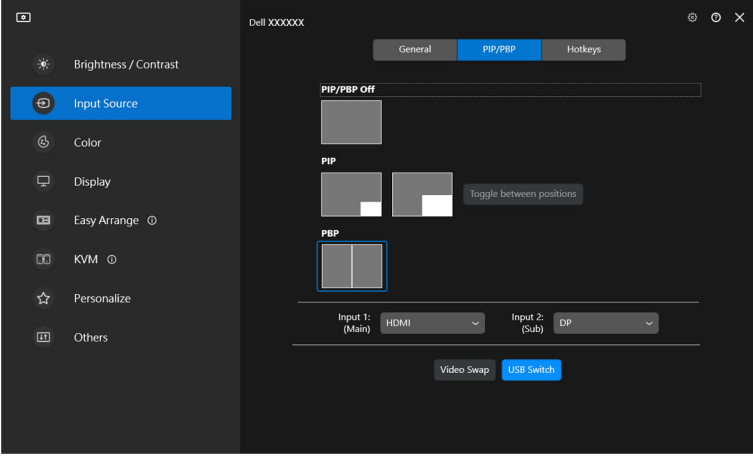 Dell XXXXXX
Brightness / Contrast
Input Source
Color
Display
Easy Arrange
KVM
Personalize
Others
General
PIP/PBP
Hotkeys
PIP/PBP Off
PIP
Toggle between positions
PBP
Input 1:
(Main)
HDMI
Input 2:
(Sub)
DP
Video Swap
USB Switch